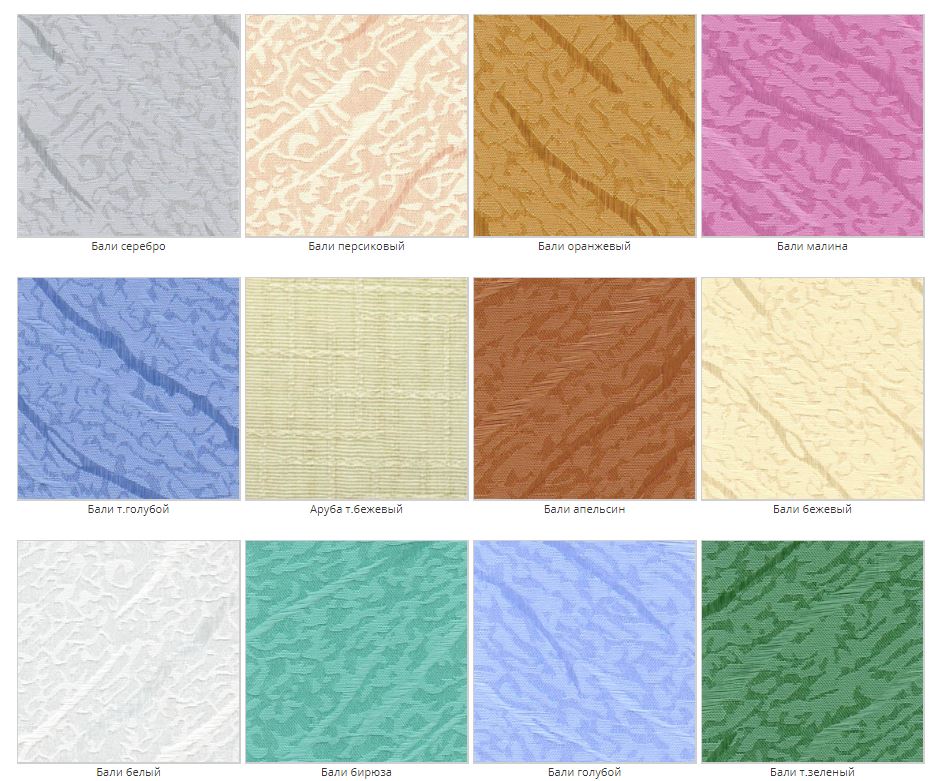 Бали серебро
Бали персиковый
Бали оранжевый
Бали малина
Бали т.голубой
Аруба т.бежевый
Бали апельсин
Бали бежевый
Бали белый
Бали бирюза
Бали голубой
Бали т.зеленый